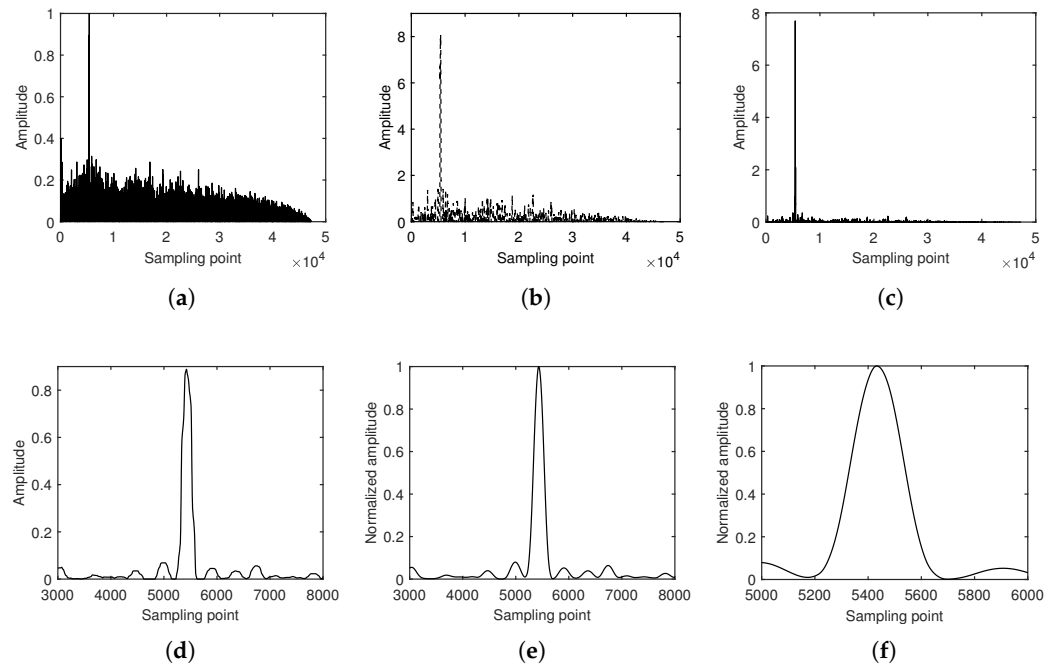 1
0.8
0.6
0.4
0.2
0
Amplitude
0 1 2 3 4 5
Sampling point
×10^4
(a)
8
6
4
2
0
Amplitude
0 1 2 3 4 5
Sampling point
×10^4
(b)
8
6
4
2
0
Amplitude
0 1 2 3 4 5
Sampling point
×10^4
(c)
0.8
0.6
0.4
0.2
0
Amplitude
3000 4000 5000 6000 7000 8000
Sampling point
(d)
1
0.8
0.6
0.4
0.2
0
Normalized amplitude
3000 4000 5000 6000 7000 8000
Sampling point
(e)
1
0.8
0.6
0.4
0.2
0
Normalized amplitude
5000 5200 5400 5600 5800 6000
Sampling point
(f)